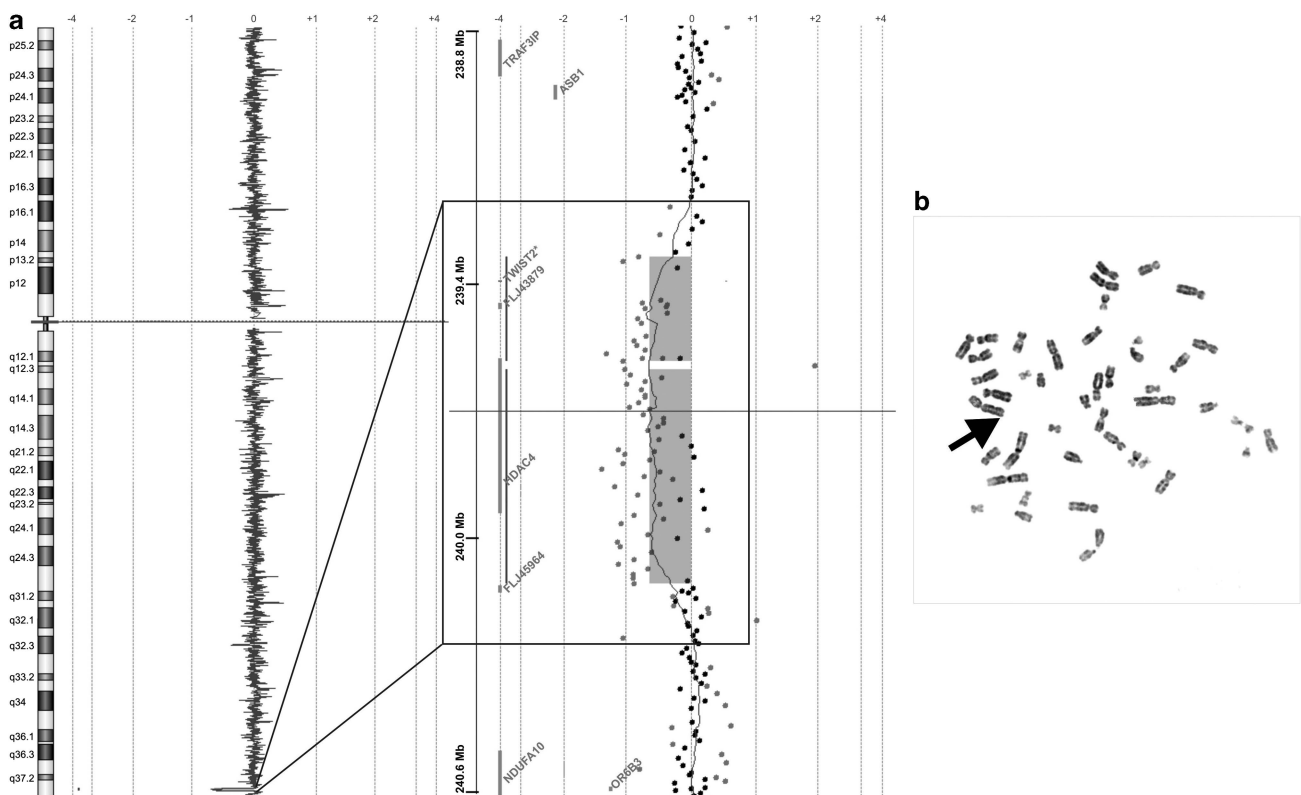 a
-4 -2 -1 0 +1 +2 +4
-4 -2 -1 0 +1 +2 +4
p25.2
p24.3
p24.1
p23.2
p22.3
p22.1
p16.3
p16.1
p14
p13.2
p12
q12.1
q12.3
q14.1
q14.3
q21.2
q22.1
q22.3
q23.2
q24.1
q24.3
q31.2
q32.1
q32.3
q33.2
q34
q36.1
q36.3
q37.2
238.8 Mb
239.4 Mb
240.0 Mb
240.6 Mb
TRAF3IP
ASB1
TWIST2*
FLJ43879
HDAC4
FLJ45964
NDUFA10
OR6B3
b